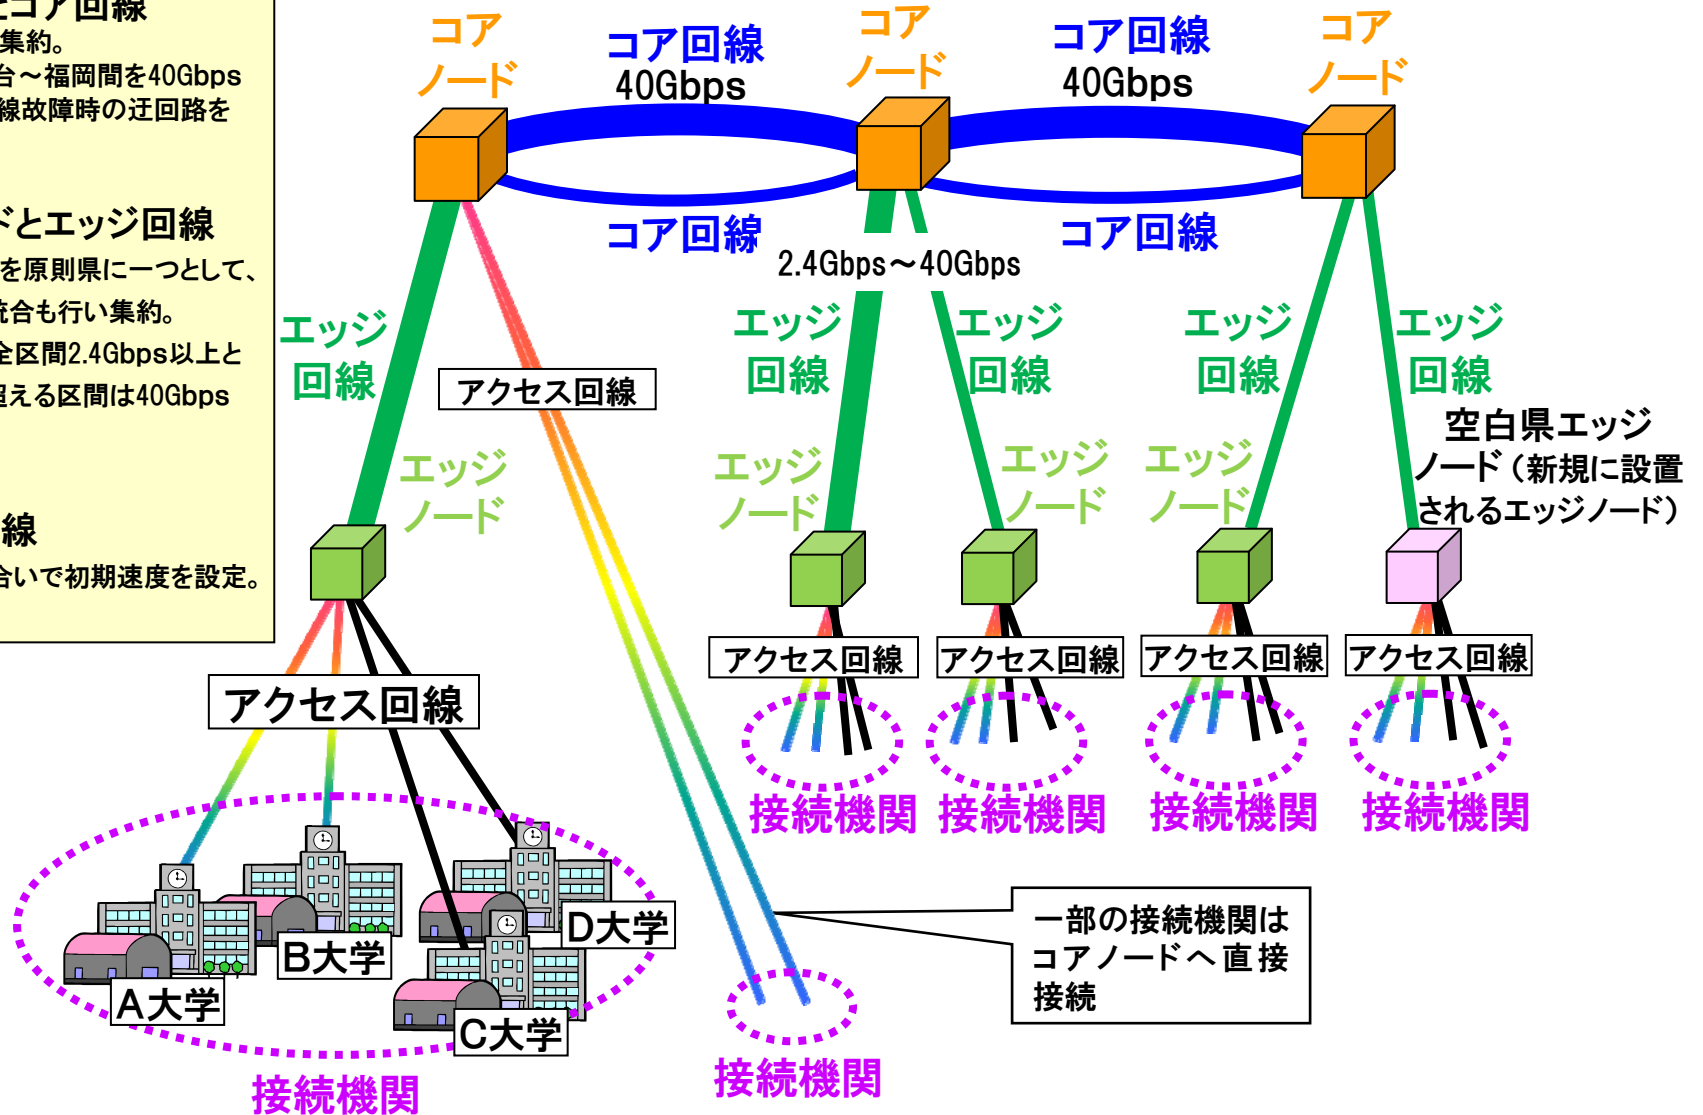 コア回線
集約。
台～福岡間を40Gbps
線故障時の迂回路を
ドとエッジ回線
を原則県に一つとして、
統合も行い集約。
全区間2.4Gbps以上と
超える区間は40Gbps
線
合いで初期速度を設定。
コア
ノード
コア回線
40Gbps
コア
ノード
コア回線
40Gbps
コア
ノード
コア回線
コア回線
2.4Gbps～40Gbps
エッジ
回線
エッジ
回線
エッジ
回線
エッジ
回線
エッジ
回線
アクセス回線
エッジ
ノード
エッジ
ノード
エッジ
ノード
エッジ
ノード
空白県エッジ
ノード（新規に設置
されるエッジノード）
アクセス回線
アクセス回線
アクセス回線
アクセス回線
アクセス回線
接続機関
接続機関
接続機関
接続機関
A大学
B大学
C大学
D大学
接続機関
接続機関
一部の接続機関は
コアノードへ直接
接続